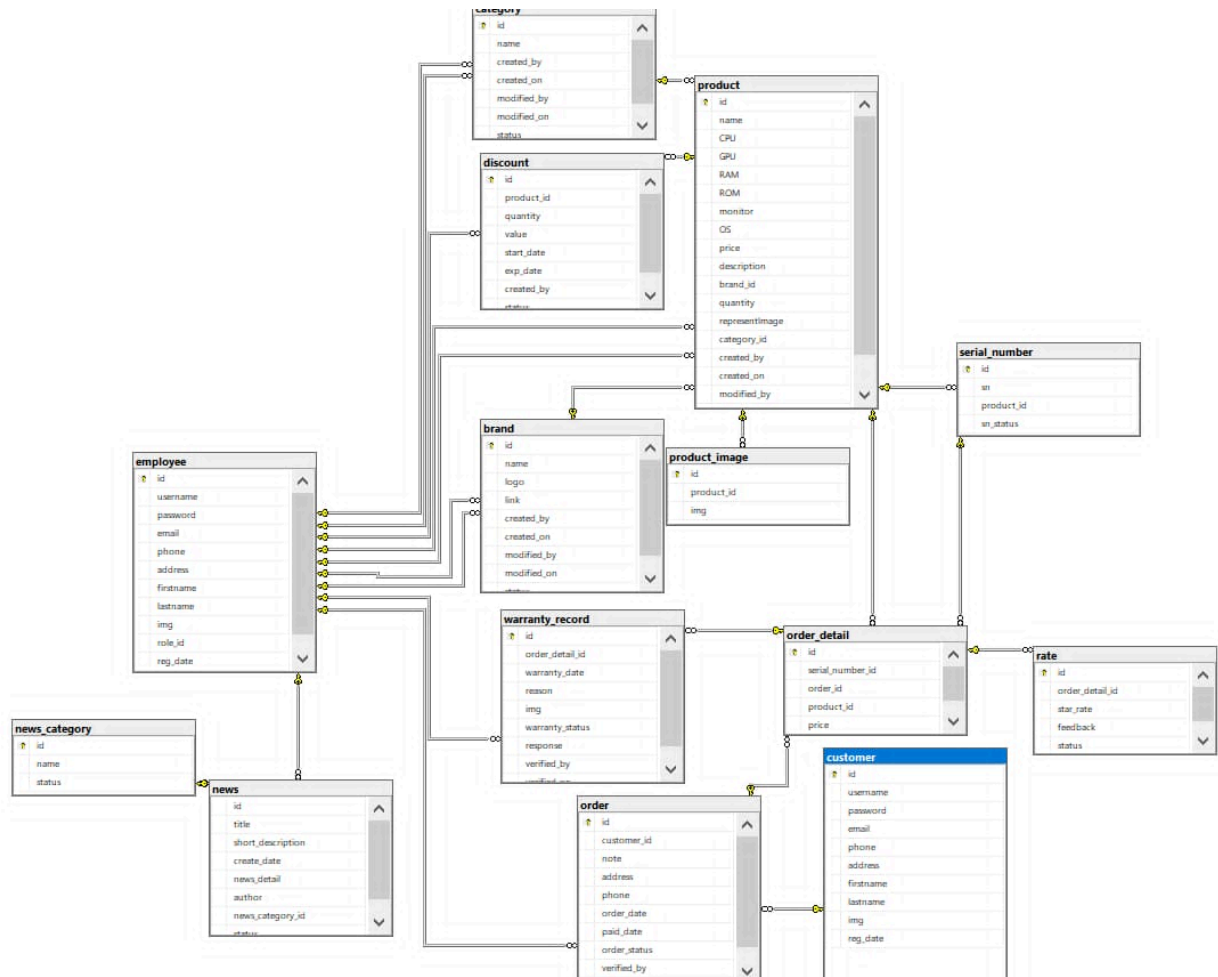 category
id
name
created_by
created_on
modified_by
modified_on
status
product
id
name
CPU
GPU
RAM
ROM
monitor
OS
price
description
brand_id
quantity
representImage
category_id
created_by
created_on
modified_by
discount
id
product_id
quantity
value
start_date
exp_date
created_by
status
serial_number
id
sn
product_id
sn_status
brand
id
name
logo
link
created_by
created_on
modified_by
modified_on
status
product_image
id
product_id
img
employee
id
username
password
email
phone
address
firstname
lastname
img
role_id
reg_date
warranty_record
id
order_detail_id
warranty_date
reason
img
warranty_status
response
verified_by
verified_on
order_detail
id
serial_number_id
order_id
product_id
price
rate
id
order_detail_id
star_rate
feedback
status
news_category
id
name
status
news
id
title
short_description
create_date
news_detail
author
news_category_id
status
order
id
customer_id
note
address
phone
order_date
paid_date
order_status
verified_by
customer
id
username
password
email
phone
address
firstname
lastname
img
reg_date